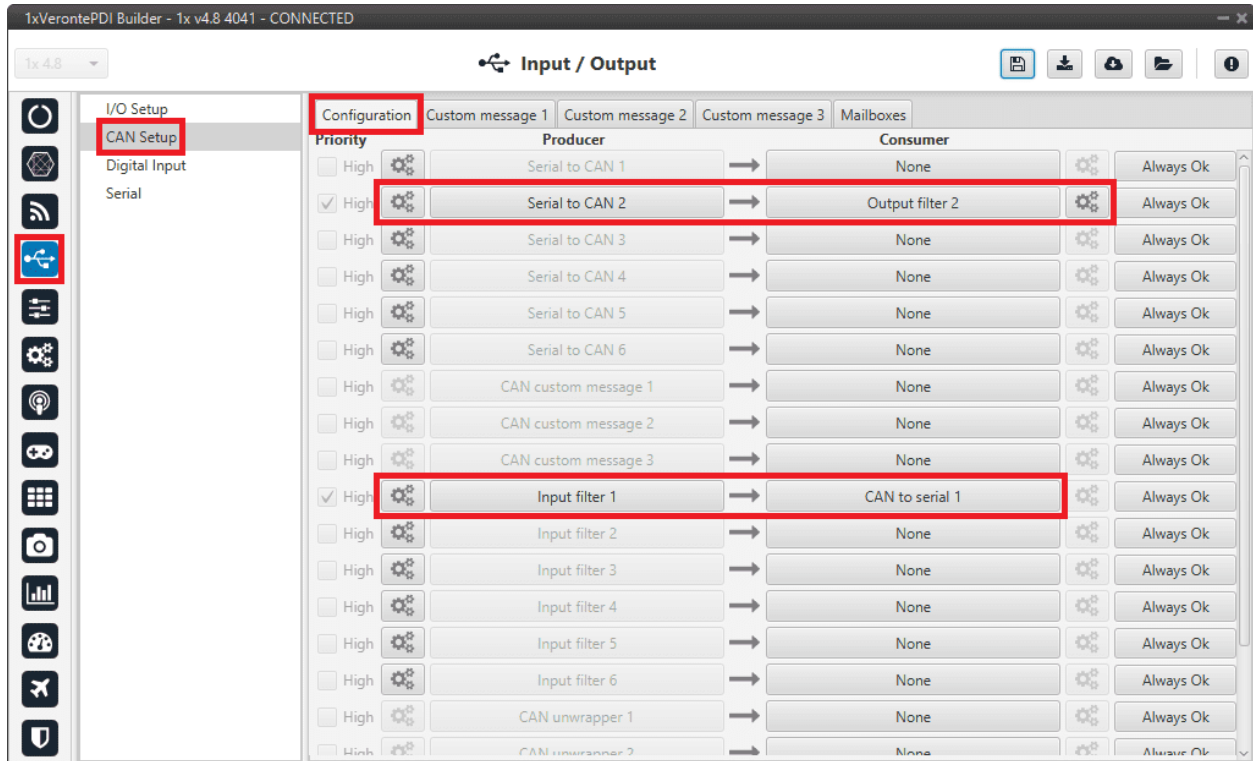 1xVerontePDI Builder - 1x v4.8 4041 - CONNECTED
1x 4.8
Input / Output
I/O Setup
CAN Setup
Digital Input
Serial
Configuration Custom message 1 Custom message 2 Custom message 3 Mailboxes
Priority Producer Consumer
High Serial to CAN 1 None Always Ok
High Serial to CAN 2 Output filter 2 Always Ok
High Serial to CAN 3 None Always Ok
High Serial to CAN 4 None Always Ok
High Serial to CAN 5 None Always Ok
High Serial to CAN 6 None Always Ok
High CAN custom message 1 None Always Ok
High CAN custom message 2 None Always Ok
High CAN custom message 3 None Always Ok
High Input filter 1 CAN to serial 1 Always Ok
High Input filter 2 None Always Ok
High Input filter 3 None Always Ok
High Input filter 4 None Always Ok
High Input filter 5 None Always Ok
High Input filter 6 None Always Ok
High CAN unwrapper 1 None Always Ok
High CAN unwrapper 2 None Always Ok